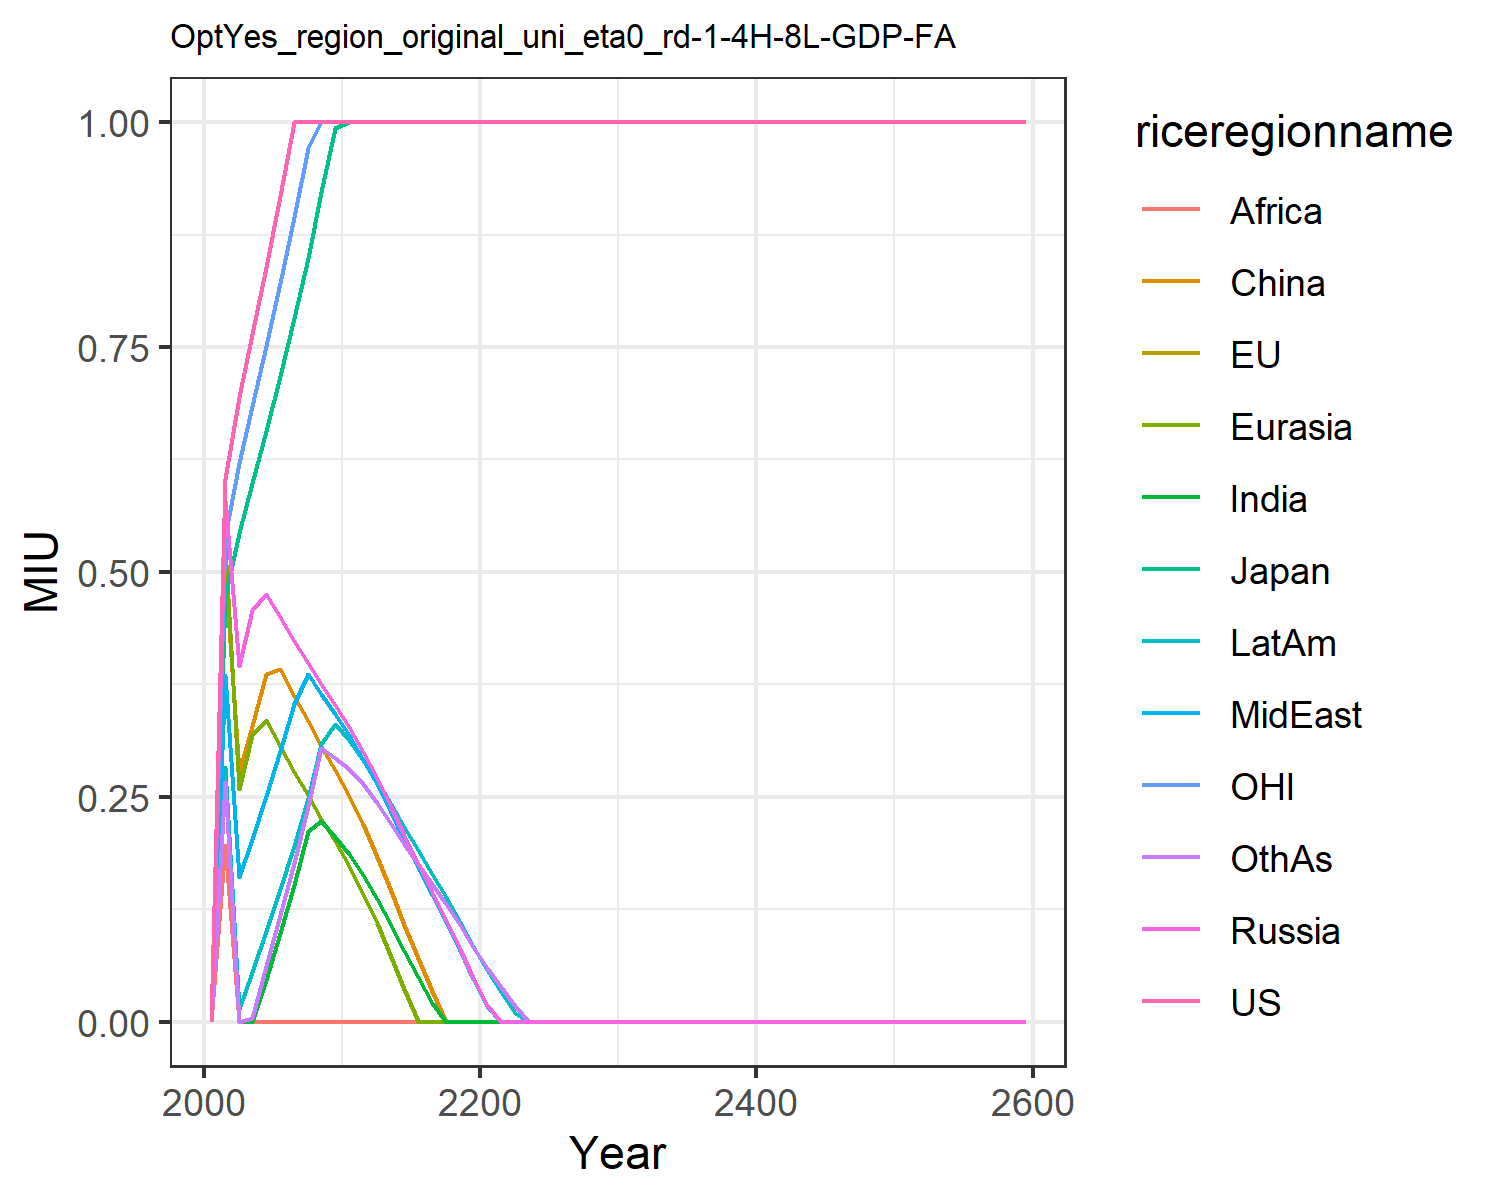 OptYes_region_original_uni_eta0_rd-1-4H-8L-GDP-FA
1.00
0.75
0.50
0.25
0.00
MIU
2000
2200
2400
2600
Year
riceregionname
Africa
China
EU
Eurasia
India
Japan
LatAm
MidEast
OHI
OthAs
Russia
US